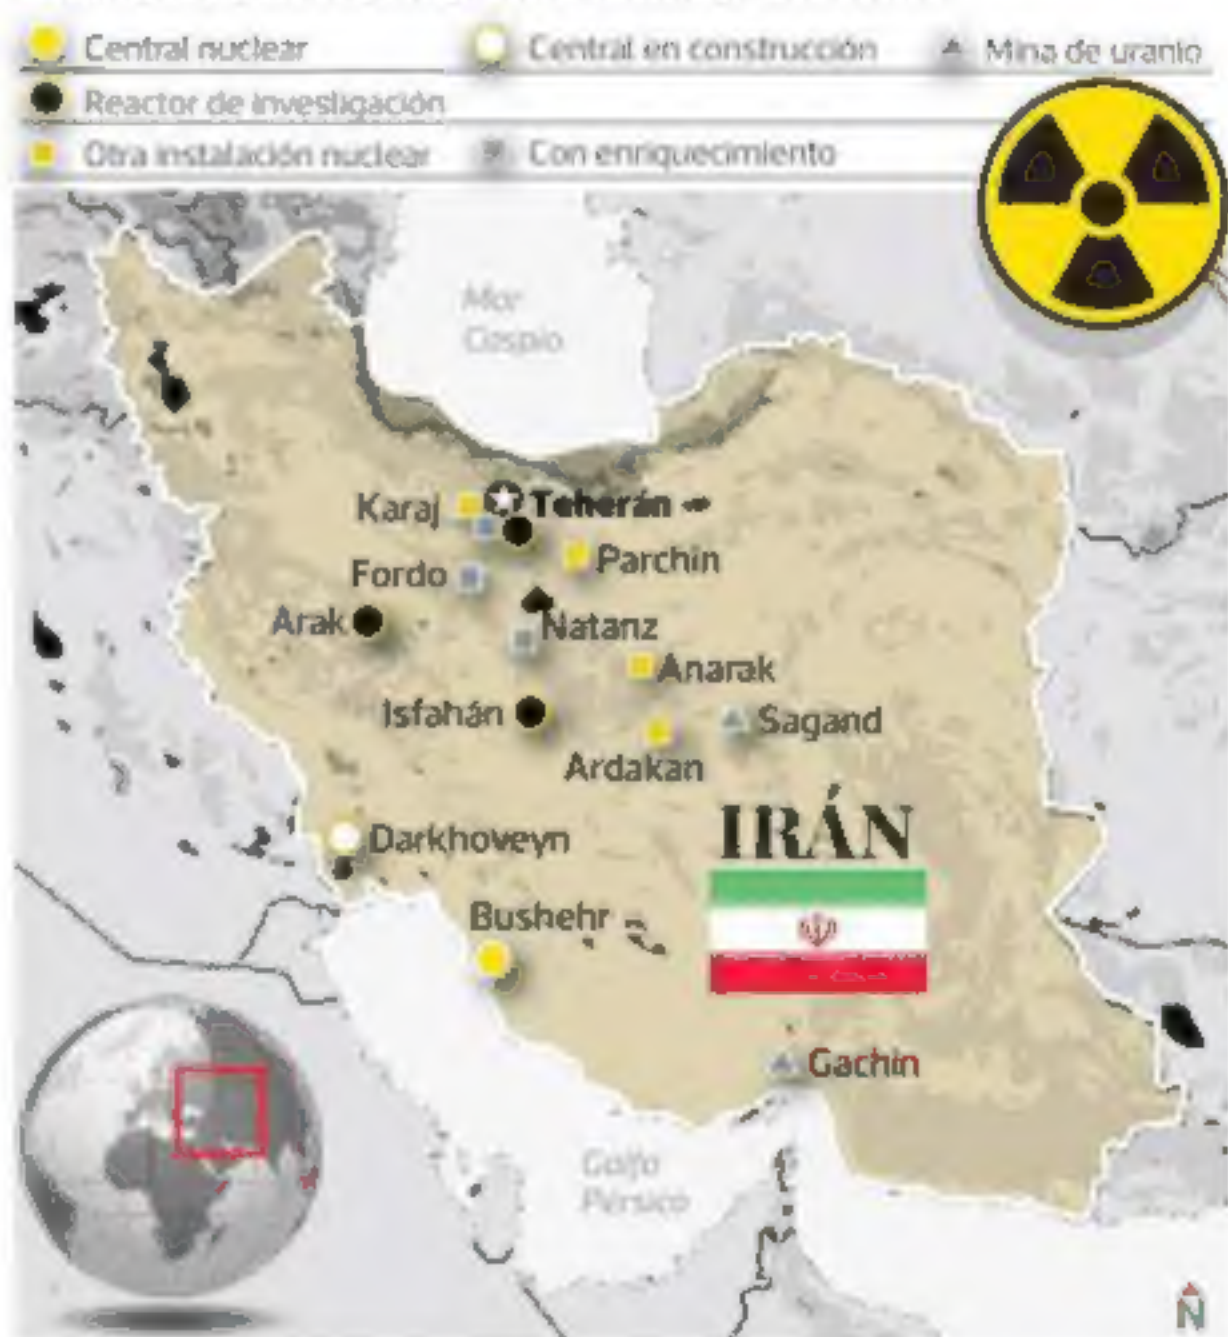 Central nuclear
Central en construcción
Mina de uranio
Reactor de investigación
Otra instalación nuclear
Con enriquecimiento
Mar
Caspio
Karaj
Teherán
Parchin
Fordo
Arak
Natanz
Anarak
Isfahán
Sagand
Ardakan
IRÁN
Darkhoveyn
Bushehr
Gachin
Golfo
Pérsico
N